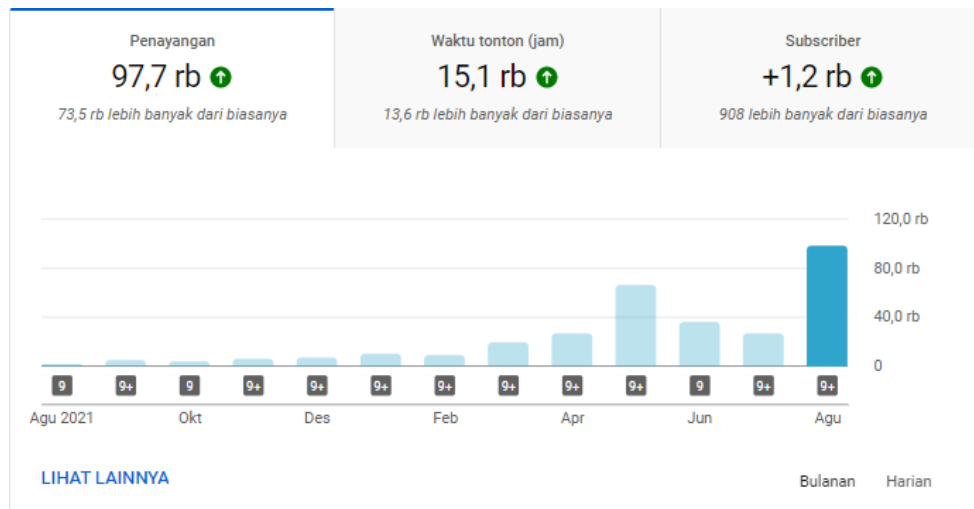 Penayangan
97,7 rb
73,5 rb lebih banyak dari biasanya
Waktu tonton (jam)
15,1 rb
13,6 rb lebih banyak dari biasanya
Subscriber
+1,2 rb
908 lebih banyak dari biasanya
120,0 rb
80,0 rb
40,0 rb
0
9 9+ 9 9+ 9+ 9+ 9+ 9+ 9+ 9+ 9 9+ 9+
Agu 2021 Okt Des Feb Apr Jun Agu
LIHAT LAINNYA
Bulanan Harian